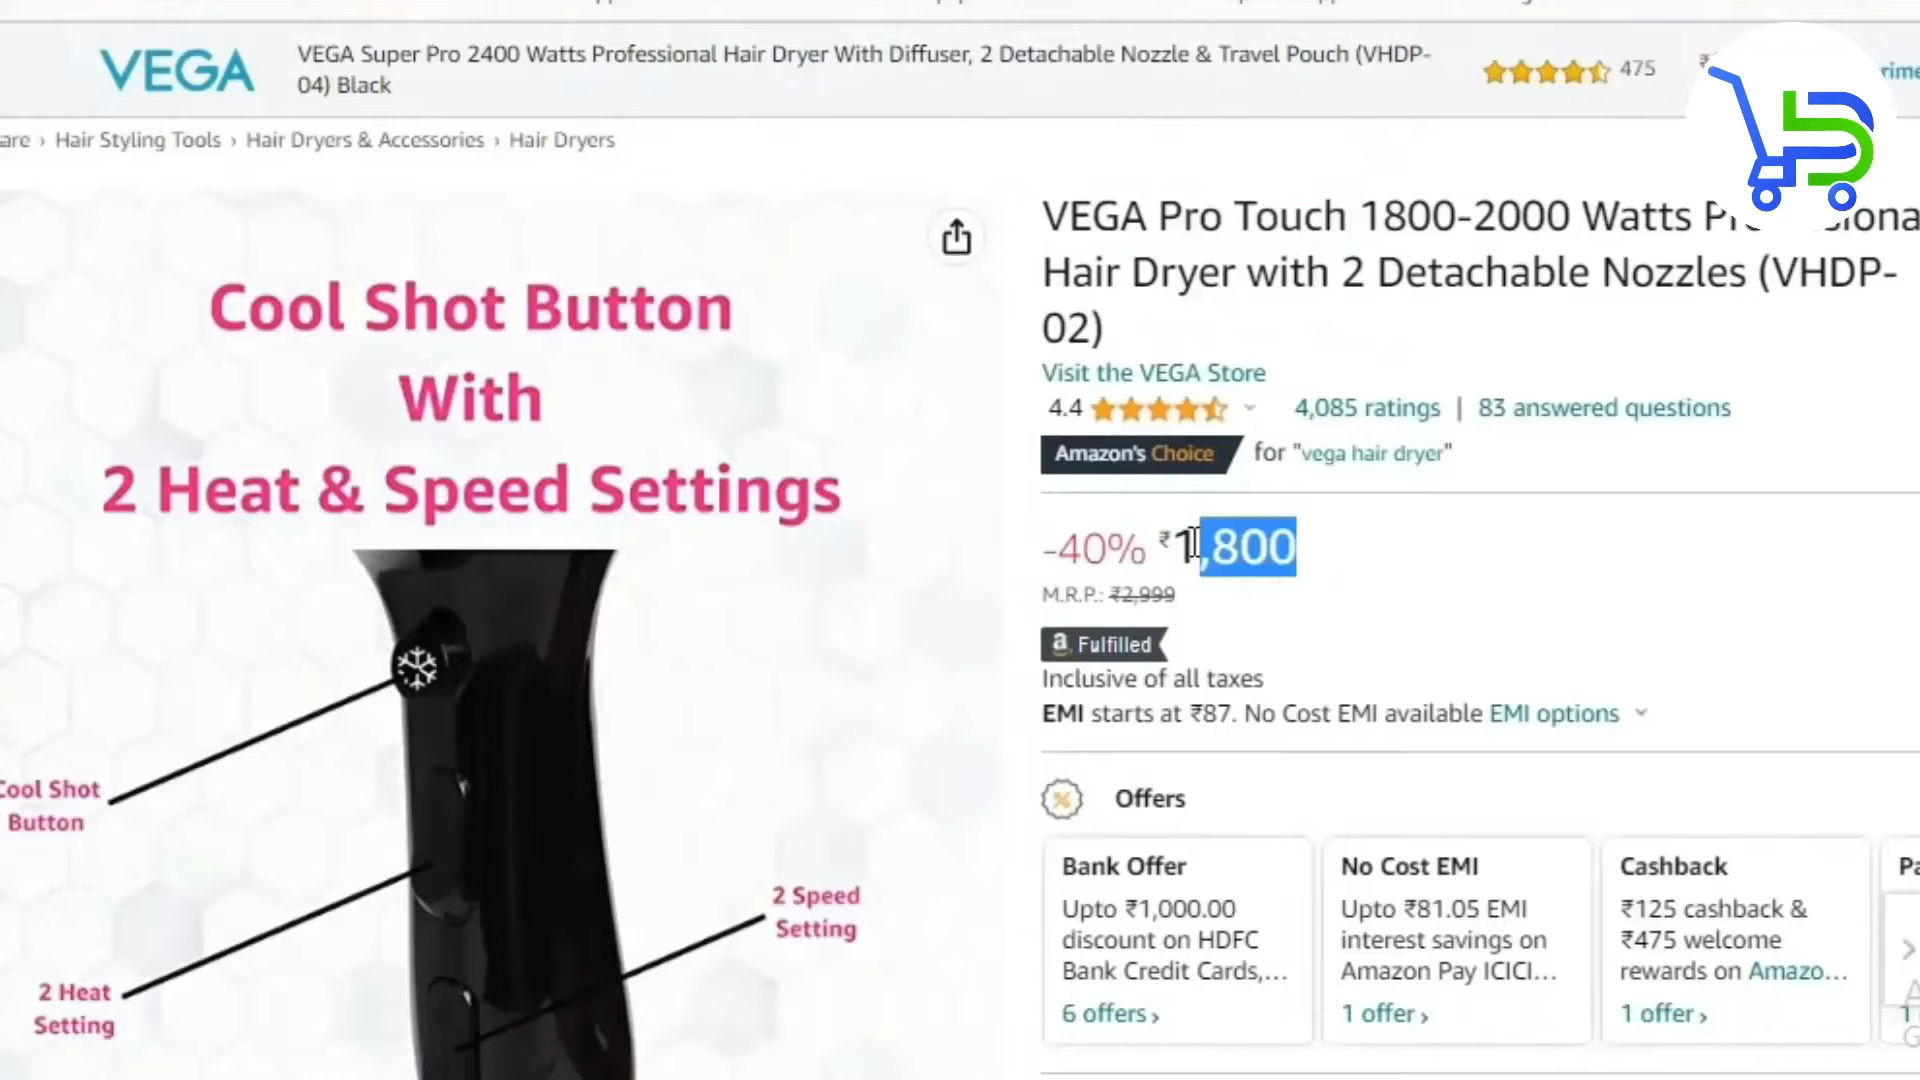 VEGA
VEGA Super Pro 2400 Watts Professional Hair Dryer With Diffuser, 2 Detachable Nozzle & Travel Pouch (VHDP-
04) Black
475
› Hair Styling Tools › Hair Dryers & Accessories › Hair Dryers
VEGA Pro Touch 1800-2000 Watts
Hair Dryer with 2 Detachable Nozzles (VHDP-
02)
Visit the VEGA Store
4.4
4,085 ratings | 83 answered questions
Amazon's Choice for "vega hair dryer"
-40% ₹1,800
M.R.P.: ₹2,999
a Fulfilled
Inclusive of all taxes
EMI starts at ₹87. No Cost EMI available EMI options
Offers
Bank Offer
Upto ₹1,000.00
discount on HDFC
Bank Credit Cards,...
6 offers ›
No Cost EMI
Upto ₹81.05 EMI
interest savings on
Amazon Pay ICICI...
1 offer ›
Cashback
₹125 cashback &
₹475 welcome
rewards on Amazo...
1 offer ›
Cool Shot Button
With
2 Heat & Speed Settings
Cool Shot
Button
2 Heat
Setting
2 Speed
Setting